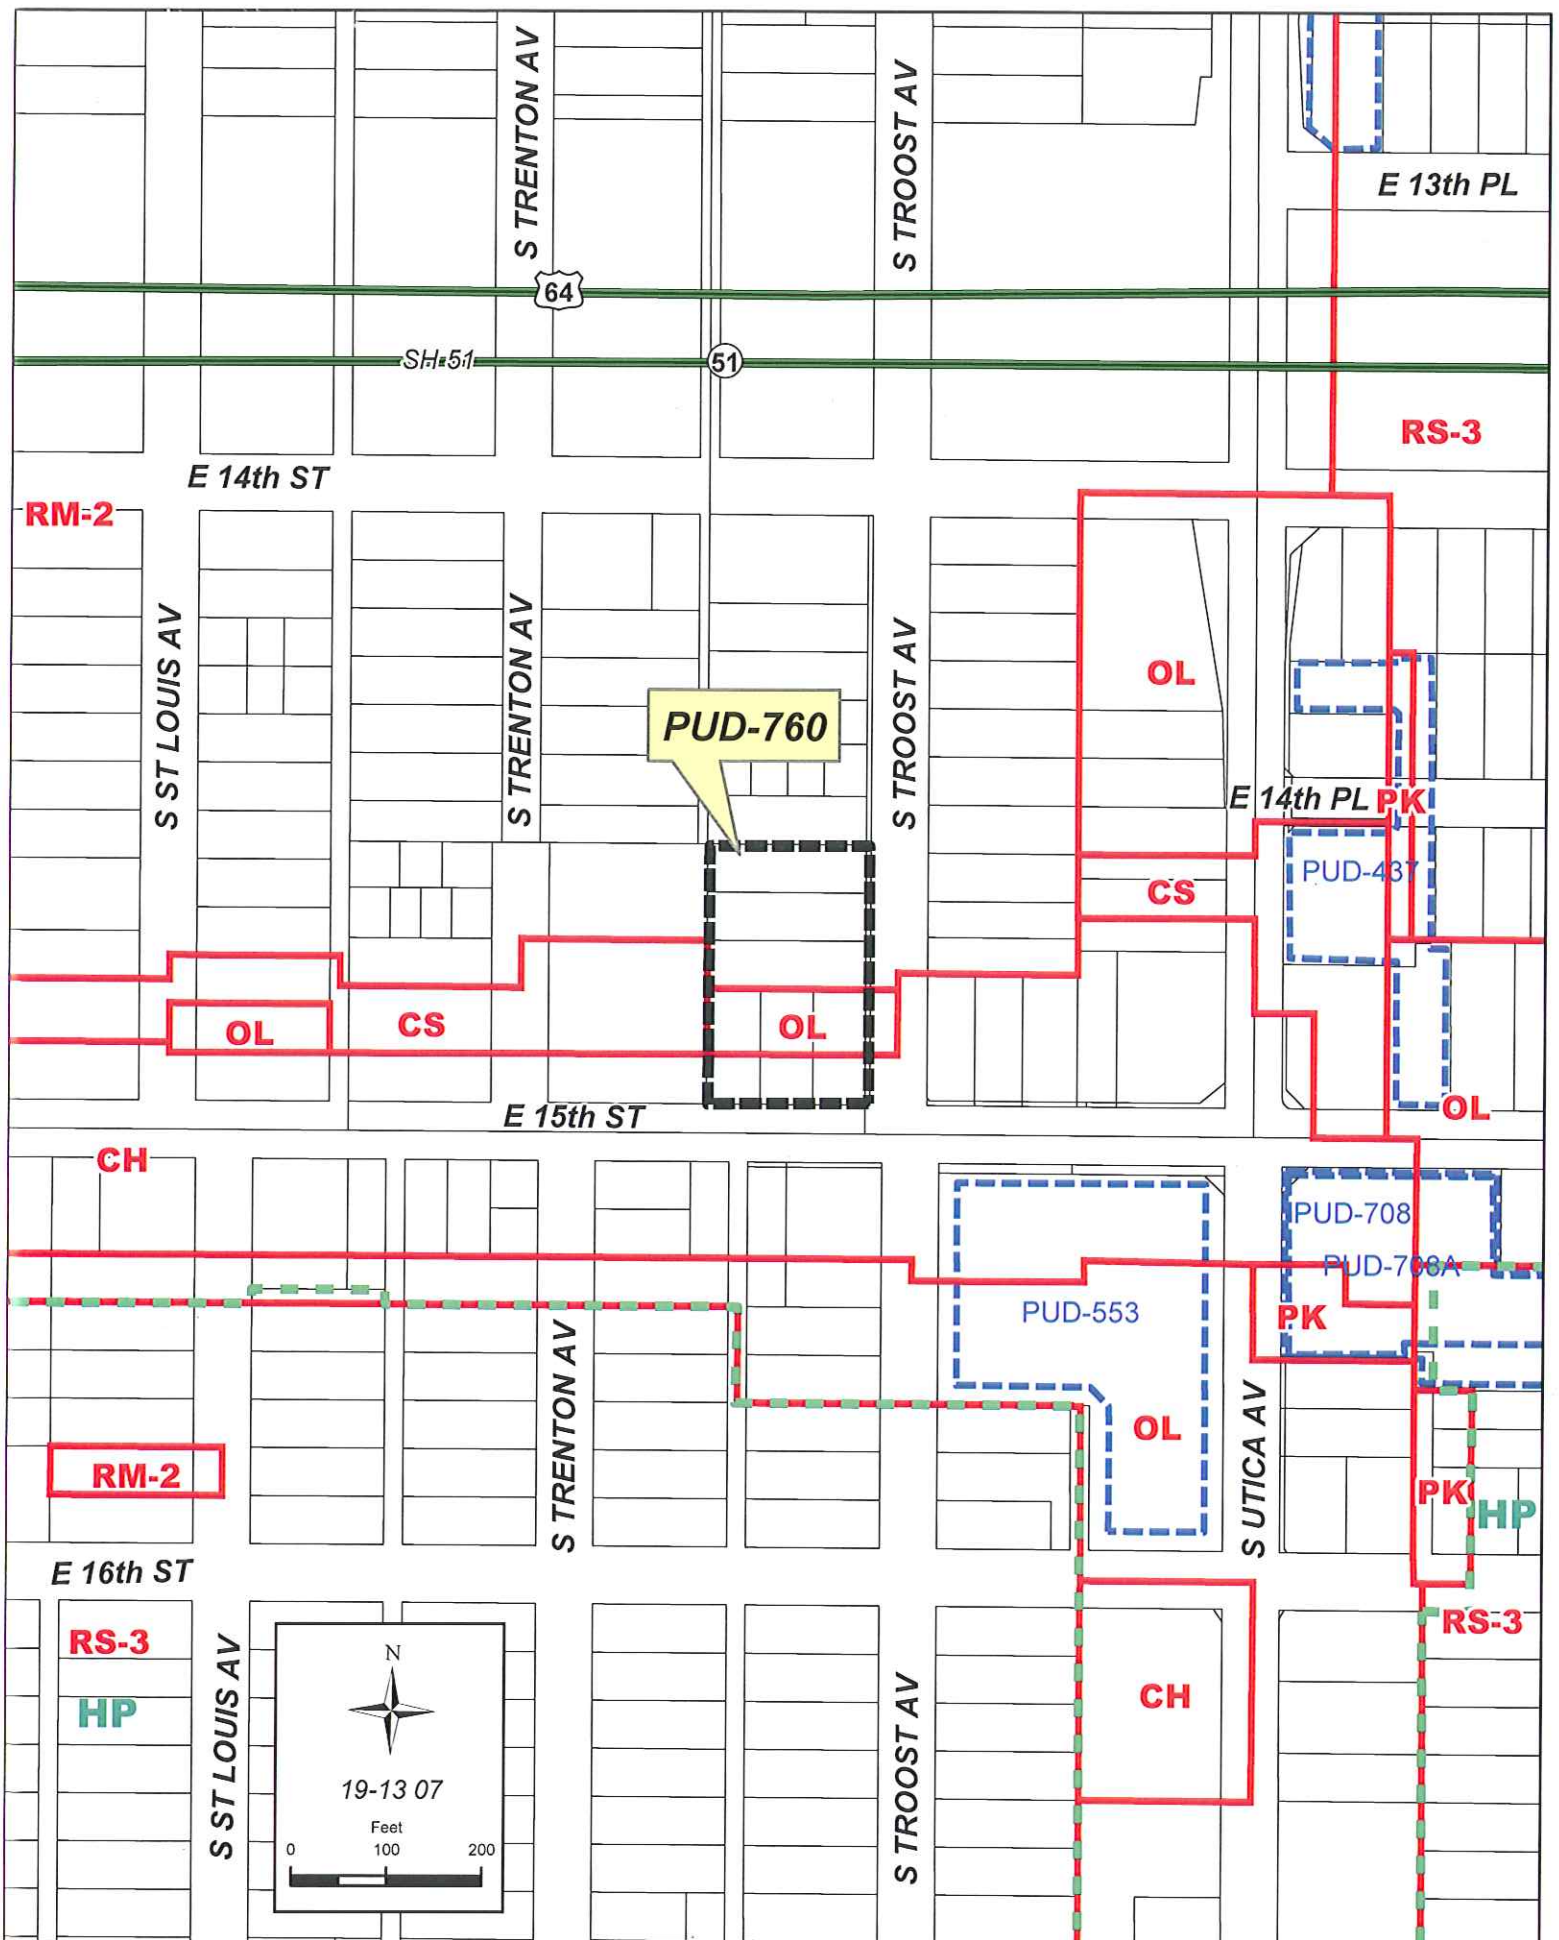 S TRENTON AV
S TROOST AV
E 13th PL
64
SH-51
51
RS-3
E 14th ST
RM-2
S ST LOUIS AV
S TRENTON AV
S TROOST AV
OL
PUD-760
E 14th PL
PK
PUD-437
CS
OL
CS
OL
E 15th ST
OL
CH
PUD-708
PUD-708A
PUD-553
PK
S TRENTON AV
OL
S UTICA AV
RM-2
PK
HP
E 16th ST
RS-3
RS-3
HP
S ST LOUIS AV
N
19-13 07
Feet
0 100 200
S TROOST AV
CH